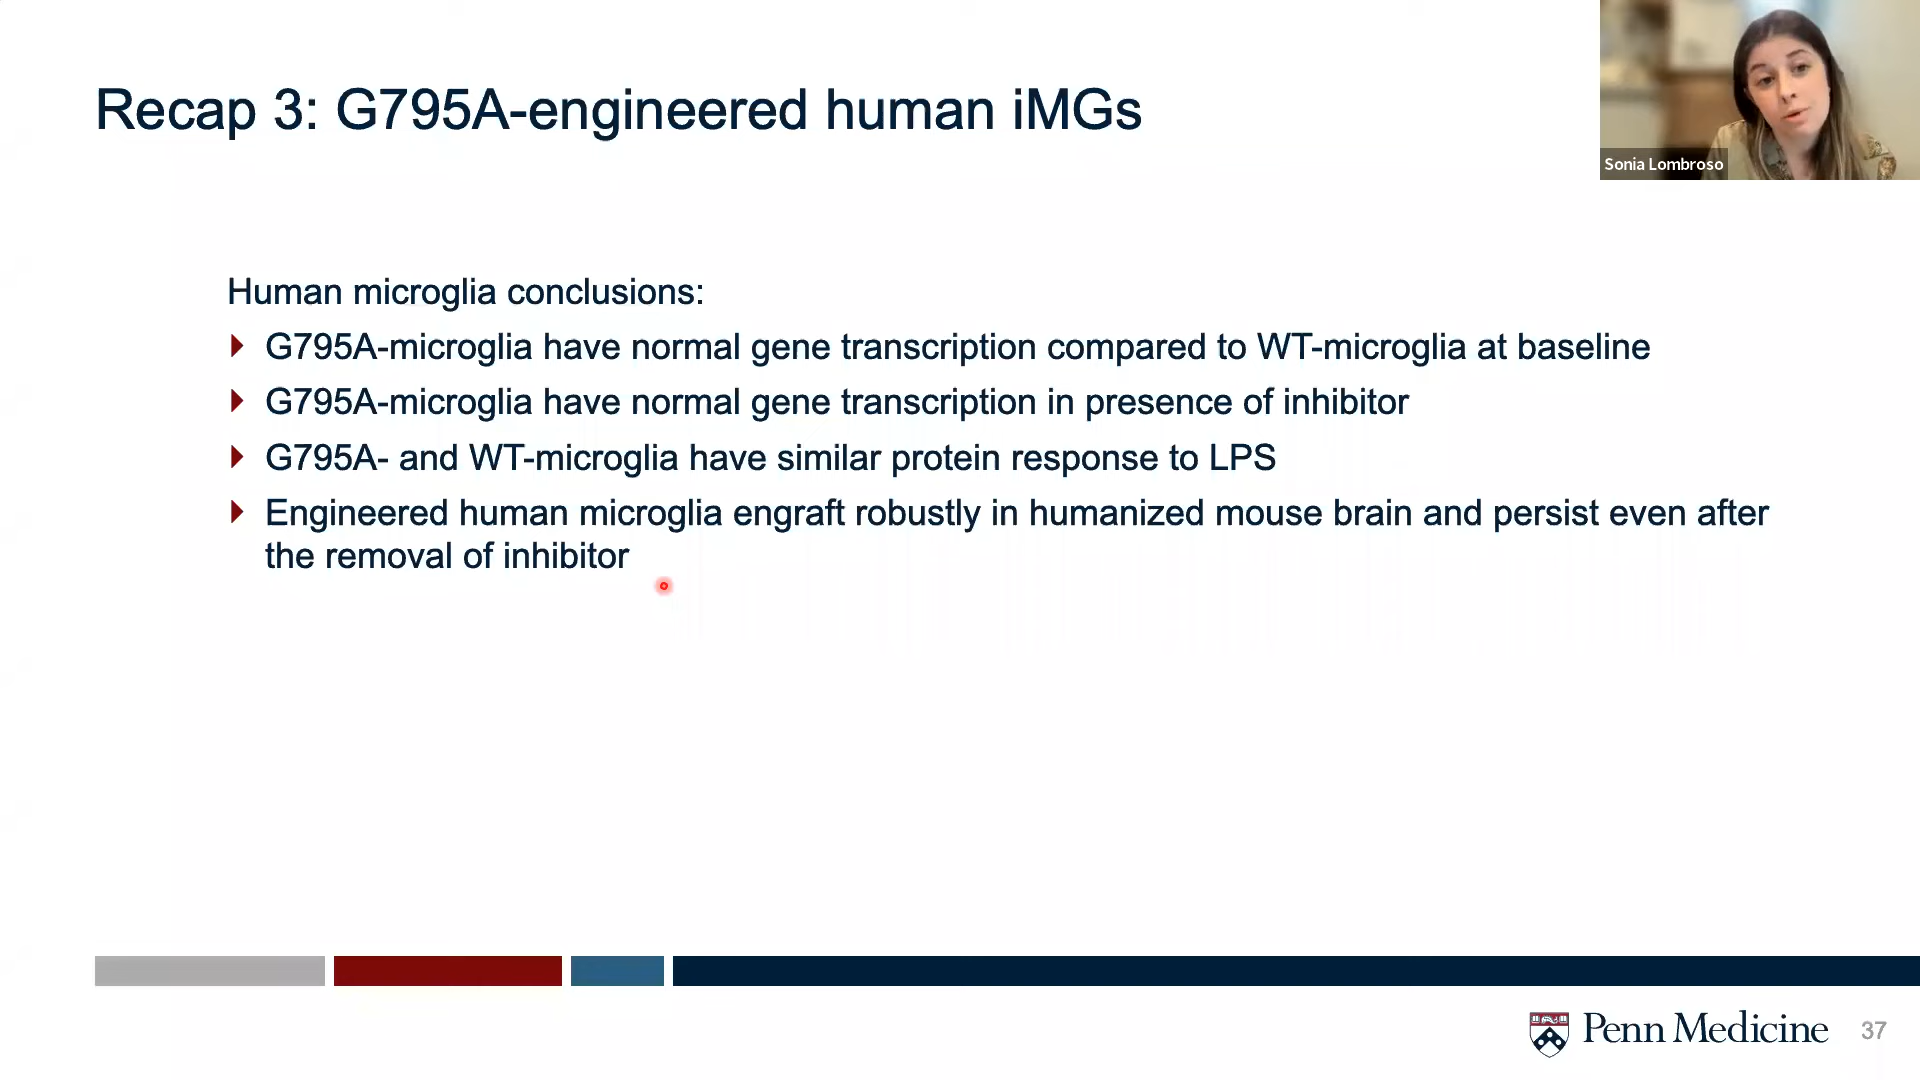 Recap 3: G795A-engineered human iMGs
Sonia Lombroso
Human microglia conclusions:
G795A-microglia have normal gene transcription compared to WT-microglia at baseline
G795A-microglia have normal gene transcription in presence of inhibitor
G795A- and WT-microglia have similar protein response to LPS
Engineered human microglia engraft robustly in humanized mouse brain and persist even after
the removal of inhibitor
Penn Medicine
37